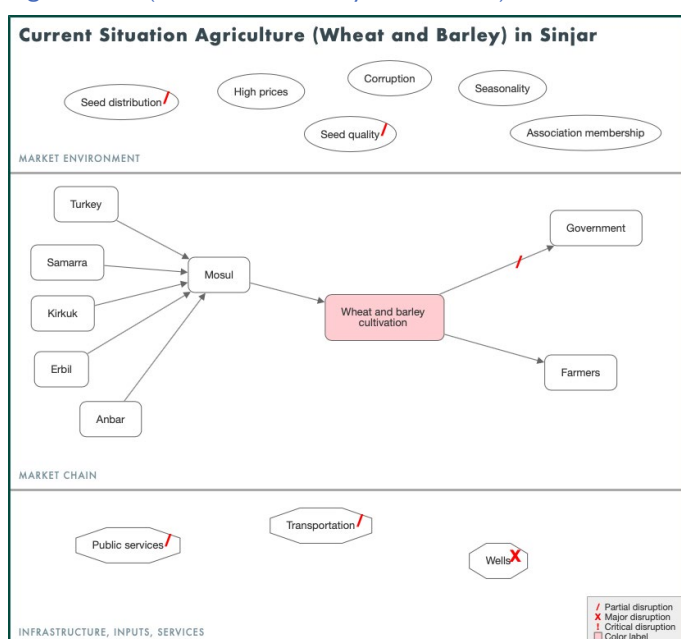 Current Situation Agriculture (Wheat and Barley) in Sinjar
Corruption
High prices
Seasonality
Seed distribution
Seed quality
Association membership
MARKET ENVIRONMENT
Turkey
Government
Samarra
Mosul
Kirkuk
Wheat and barley
cultivation
Erbil
Farmers
Anbar
MARKET CHAIN
Transportation
Public services
Wells
/ Partial disruption
X Major disruption
! Critical disruption
Color label
INFRASTRUCTURE, INPUTS, SERVICES